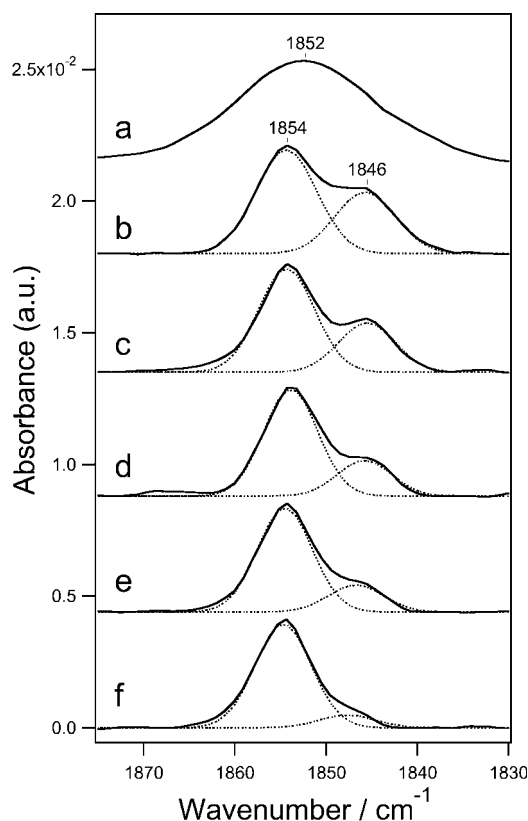 1852
2.5x10⁻²
a
1854
1846
2.0
b
c
1.5
d
1.0
e
0.5
f
0.0
Absorbance (a.u.)
1870 1860 1850 1840 1830
Wavenumber / cm⁻¹